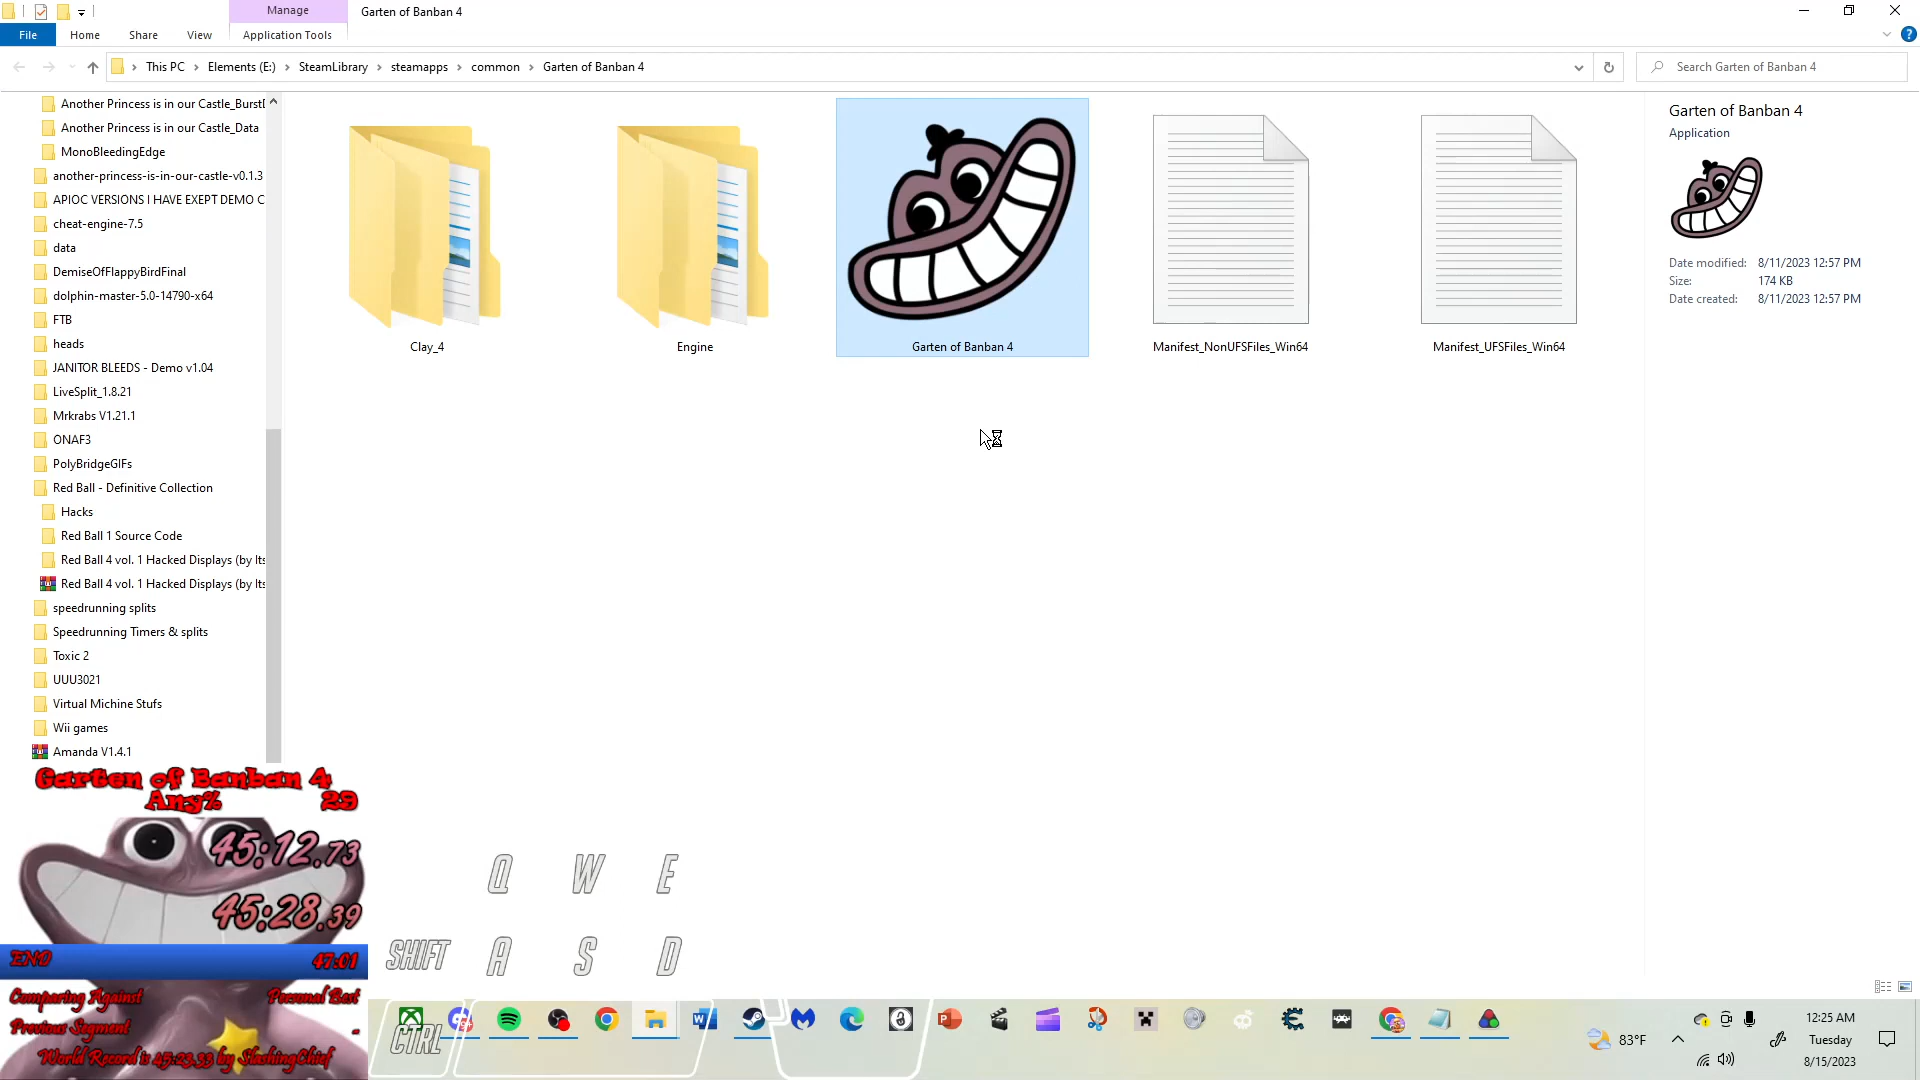 Manage
Garten of Banban 4
File
Home
Share
View
Application Tools
This PC
Elements (E:)
SteamLibrary
steamapps
common
Garten of Banban 4
Search Garten of Banban 4
Another Princess is in our Castle_Burst
Another Princess is in our Castle_Data
MonoBleedingEdge
another-princess-is-in-our-castle-v0.1.3
APIOC VERSIONS I HAVE EXEPT DEMO C
cheat-engine-7.5
data
DemiseOfFlappyBirdFinal
dolphin-master-5.0-14790-x64
FTB
heads
JANITOR BLEEDS - Demo v1.04
LiveSplit_1.8.21
Mrkrabs V1.21.1
ONAF3
PolyBridgeGIFs
Red Ball - Definitive Collection
Hacks
Red Ball 1 Source Code
Red Ball 4 vol. 1 Hacked Displays (by Its
Red Ball 4 vol. 1 Hacked Displays (by Its
speedrunning splits
Speedrunning Timers & splits
Toxic 2
UUU3021
Virtual Michine Stufs
Wii games
Amanda V1.4.1
Clay_4
Engine
Garten of Banban 4
Manifest_NonUFSFiles_Win64
Manifest_UFSFiles_Win64
Garten of Banban 4
Application
Date modified: 8/11/2023 12:57 PM
Size: 174 KB
Date created: 8/11/2023 12:57 PM
Garten of Banban 4
Any% 29
45:12.73
45:28.39
END 47:01
Comparing Against Personal Best
Previous Segment -
World Record is 45:23.33 by SlashingChief
Q W E
SHIFT A S D
CTRL
83°F
12:25 AM
Tuesday
8/15/2023